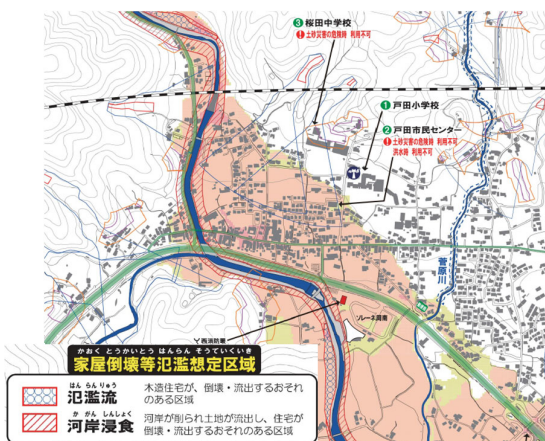 ❸ 桜田中学校
土砂災害の危険時 利用不可
❶ 戸田小学校
❷ 戸田市民センター
土砂災害の危険時 利用不可
洪水時 利用不可
菅原川
ソレーネ周南
西消防署
かおく とうかいとう はんらん そうていくいき
家屋倒壊等氾濫想定区域
はんらんりゅう
氾濫流
木造住宅が、倒壊・流出するおそれ
のある区域
かがんしんしょく
河岸浸食
河岸が削られ土地が流出し、住宅が
倒壊・流出するおそれのある区域